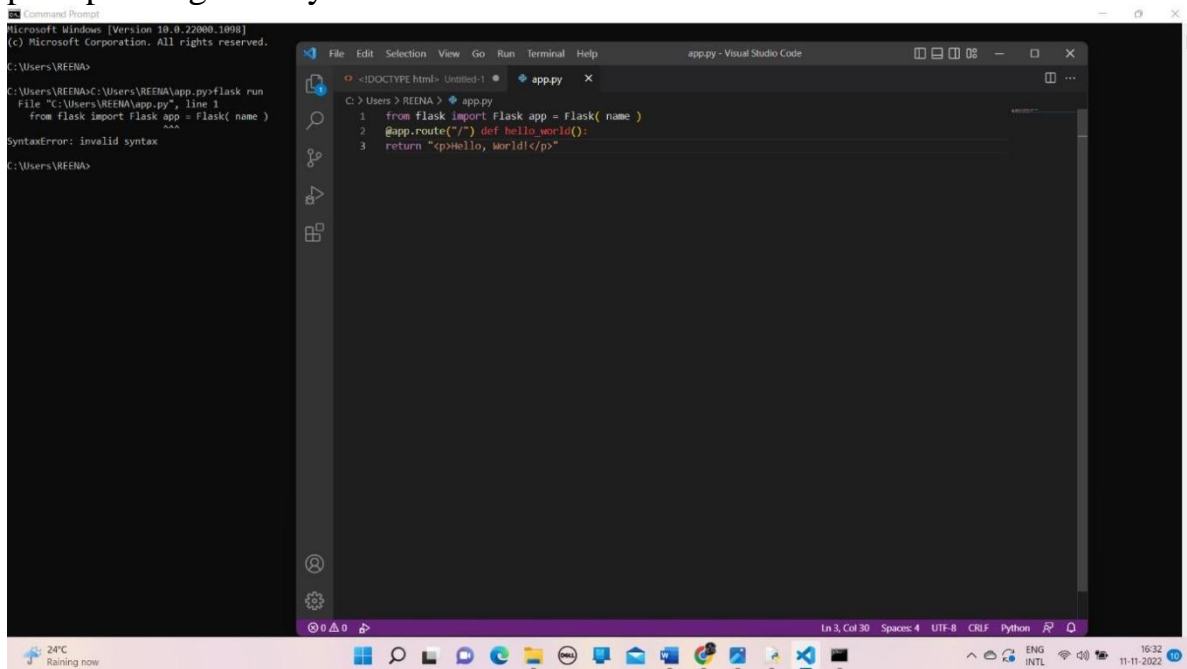 Command Prompt
Microsoft Windows [Version 10.0.22000.1098]
(c) Microsoft Corporation. All rights reserved.
C:\Users\REENA>
C:\Users\REENA>C:\Users\REENA\app.py>flask run
File "C:\Users\REENA\app.py", line 1
from flask import Flask app = Flask( name )
^^^
SyntaxError: invalid syntax
C:\Users\REENA>
File Edit Selection View Go Run Terminal Help
app.py - Visual Studio Code
<!DOCTYPE html> Untitled-1
app.py
C: > Users > REENA > app.py
1 from flask import Flask app = Flask( name )
2 @app.route("/") def hello_world():
3 return "<p>Hello, World!</p>"
1
0 0
Ln 3, Col 30 Spaces: 4 UTF-8 CRLF Python
24°C
Raining now
DELL
ENG
INTL
16:32
11-11-2022
10